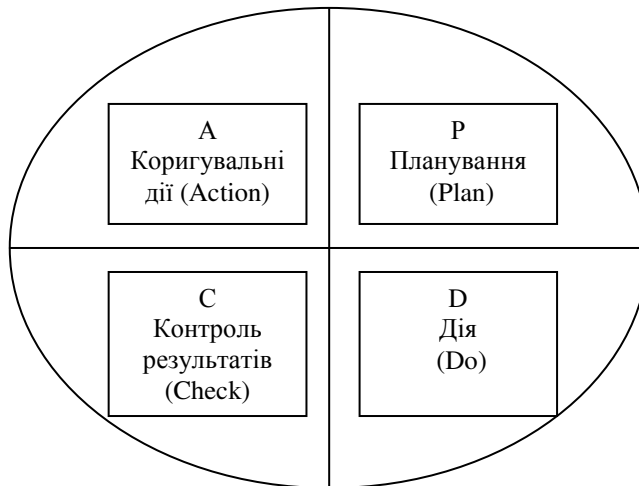 A
Коригувальні
дії (Action)
P
Планування
(Plan)
C
Контроль
результатів
(Check)
D
Дія
(Do)